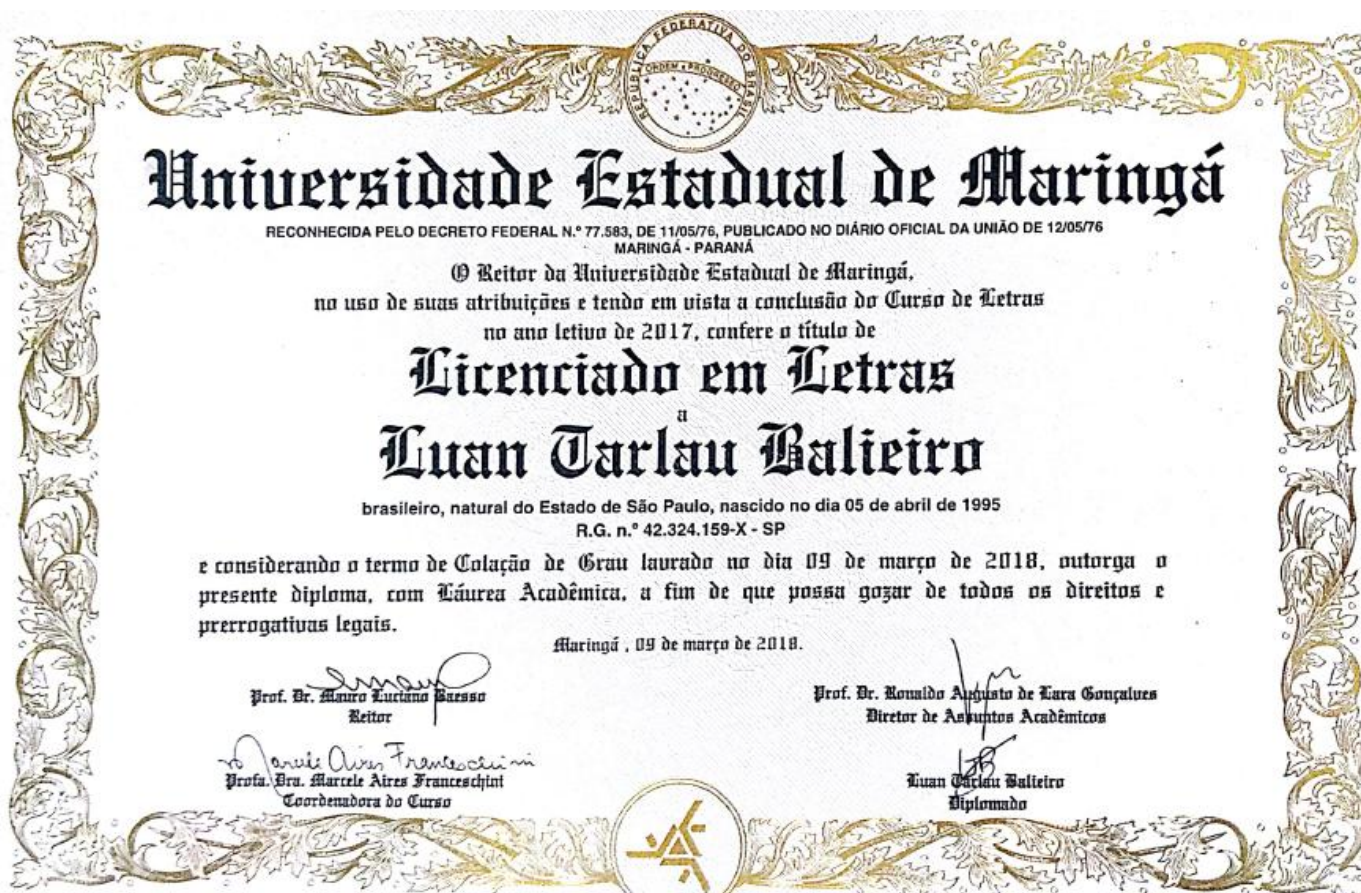 REPÚBLICA FEDERATIVA DO BRASIL
ORDEM E PROGRESSO
Universidade Estadual de Maringá
RECONHECIDA PELO DECRETO FEDERAL N.º 77.583, DE 11/05/76, PUBLICADO NO DIÁRIO OFICIAL DA UNIÃO DE 12/05/76
MARINGÁ - PARANÁ
O Reitor da Universidade Estadual de Maringá,
no uso de suas atribuições e tendo em vista a conclusão do Curso de Letras
no ano letivo de 2017, confere o título de
Licenciado em Letras
a
Luan Tarlau Balieiro
brasileiro, natural do Estado de São Paulo, nascido no dia 05 de abril de 1995
R.G. n.º 42.324.159-X - SP
e considerando o termo de Colação de Grau lavrado no dia 09 de março de 2018, outorga o
presente diploma, com Láurea Acadêmica, a fim de que possa gozar de todos os direitos e
prerrogativas legais.
Maringá , 09 de março de 2018.
Prof. Dr. Mauro Luciano Baesso
Reitor
Prof. Dr. Ronaldo Augusto de Lara Gonçalves
Diretor de Assuntos Acadêmicos
Marcele Aires Franceschini
Profa. Dra. Marcele Aires Franceschini
Coordenadora do Curso
Luan Tarlau Balieiro
Diplomado